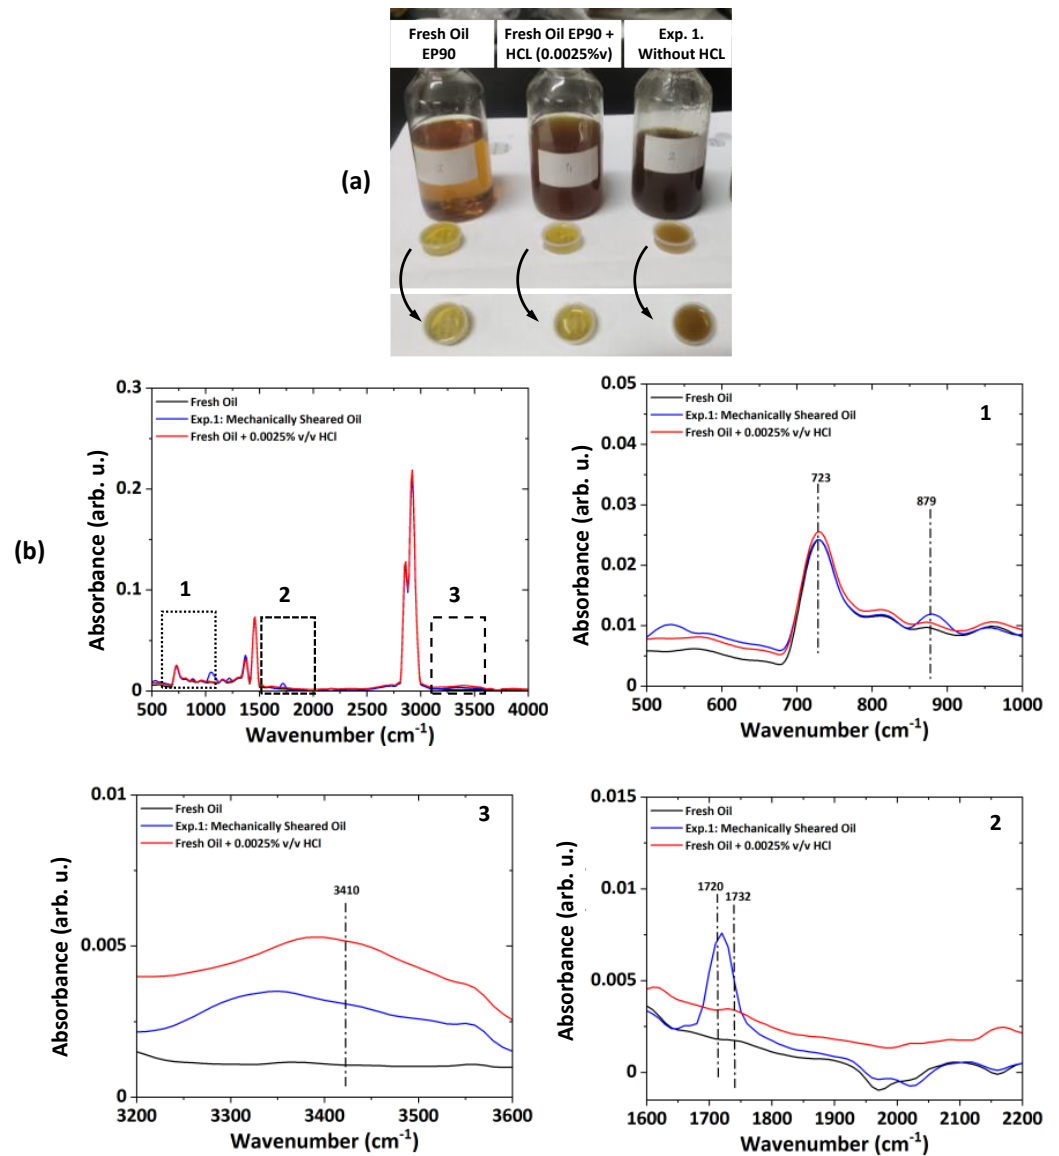 Fresh Oil
EP90
Fresh Oil EP90 +
HCL (0.0025%v)
Exp. 1.
Without HCL
(a)
(b)
Absorbance (arb. u.)
0.3
0.2
0.1
0
Fresh Oil
Exp.1: Mechanically Sheared Oil
Fresh Oil + 0.0025% v/v HCl
1
2
3
500 1000 1500 2000 2500 3000 3500 4000
Wavenumber (cm⁻¹)
Absorbance (arb. u.)
0.05
0.04
0.03
0.02
0.01
0
Fresh Oil
Exp.1: Mechanically Sheared Oil
Fresh Oil + 0.0025% v/v HCl
1
723
879
500 600 700 800 900 1000
Wavenumber (cm⁻¹)
Absorbance (arb. u.)
0.01
0.005
0
Fresh Oil
Exp.1: Mechanically Sheared Oil
Fresh Oil + 0.0025% v/v HCl
3
3410
3200 3300 3400 3500 3600
Wavenumber (cm⁻¹)
Absorbance (arb. u.)
0.015
0.01
0.005
0
Fresh Oil
Exp.1: Mechanically Sheared Oil
Fresh Oil + 0.0025% v/v HCl
2
1720
1732
1600 1700 1800 1900 2000 2100 2200
Wavenumber (cm⁻¹)